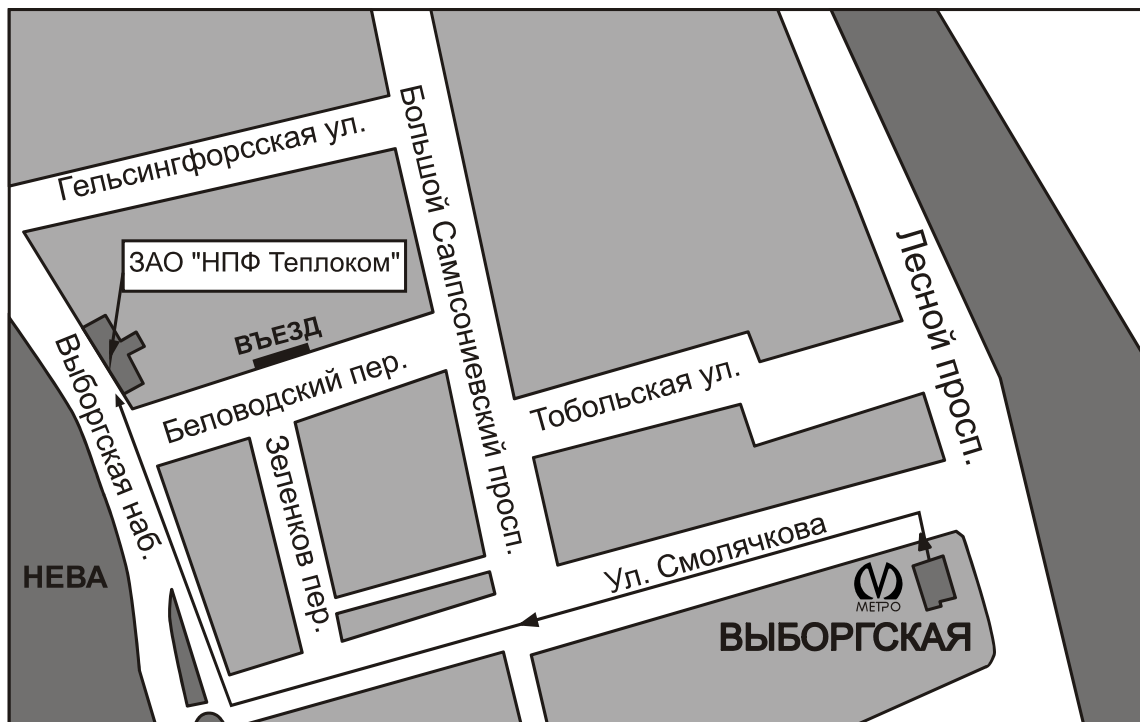 Гельсингфорсская ул.
Большой Сампсониевский просп.
Лесной просп.
ЗАО "НПФ Теплоком"
ВЪЕЗД
Выборгская наб.
Беловодский пер.
Тобольская ул.
Зеленков пер.
Ул. Смолячкова
НЕВА
МЕТРО
ВЫБОРГСКАЯ